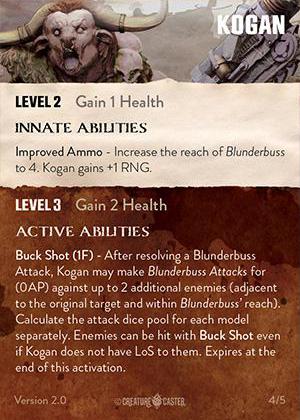 KOGAN
LEVEL 2 Gain 1 Health
INNATE ABILITIES
Improved Ammo - Increase the reach of Blunderbuss
to 4. Kogan gains +1 RNG.
LEVEL 3 Gain 2 Health
ACTIVE ABILITIES
Buck Shot (1F) - After resolving a Blunderbuss
Attack, Kogan may make Blunderbuss Attacks for
(0AP) against up to 2 additional enemies (adjacent
to the original target and within Blunderbuss' reach).
Calculate the attack dice pool for each model
separately. Enemies can be hit with Buck Shot even
if Kogan does not have LoS to them. Expires at the
end of this activation.
Version 2.0 © CREATURE CASTER 4/5